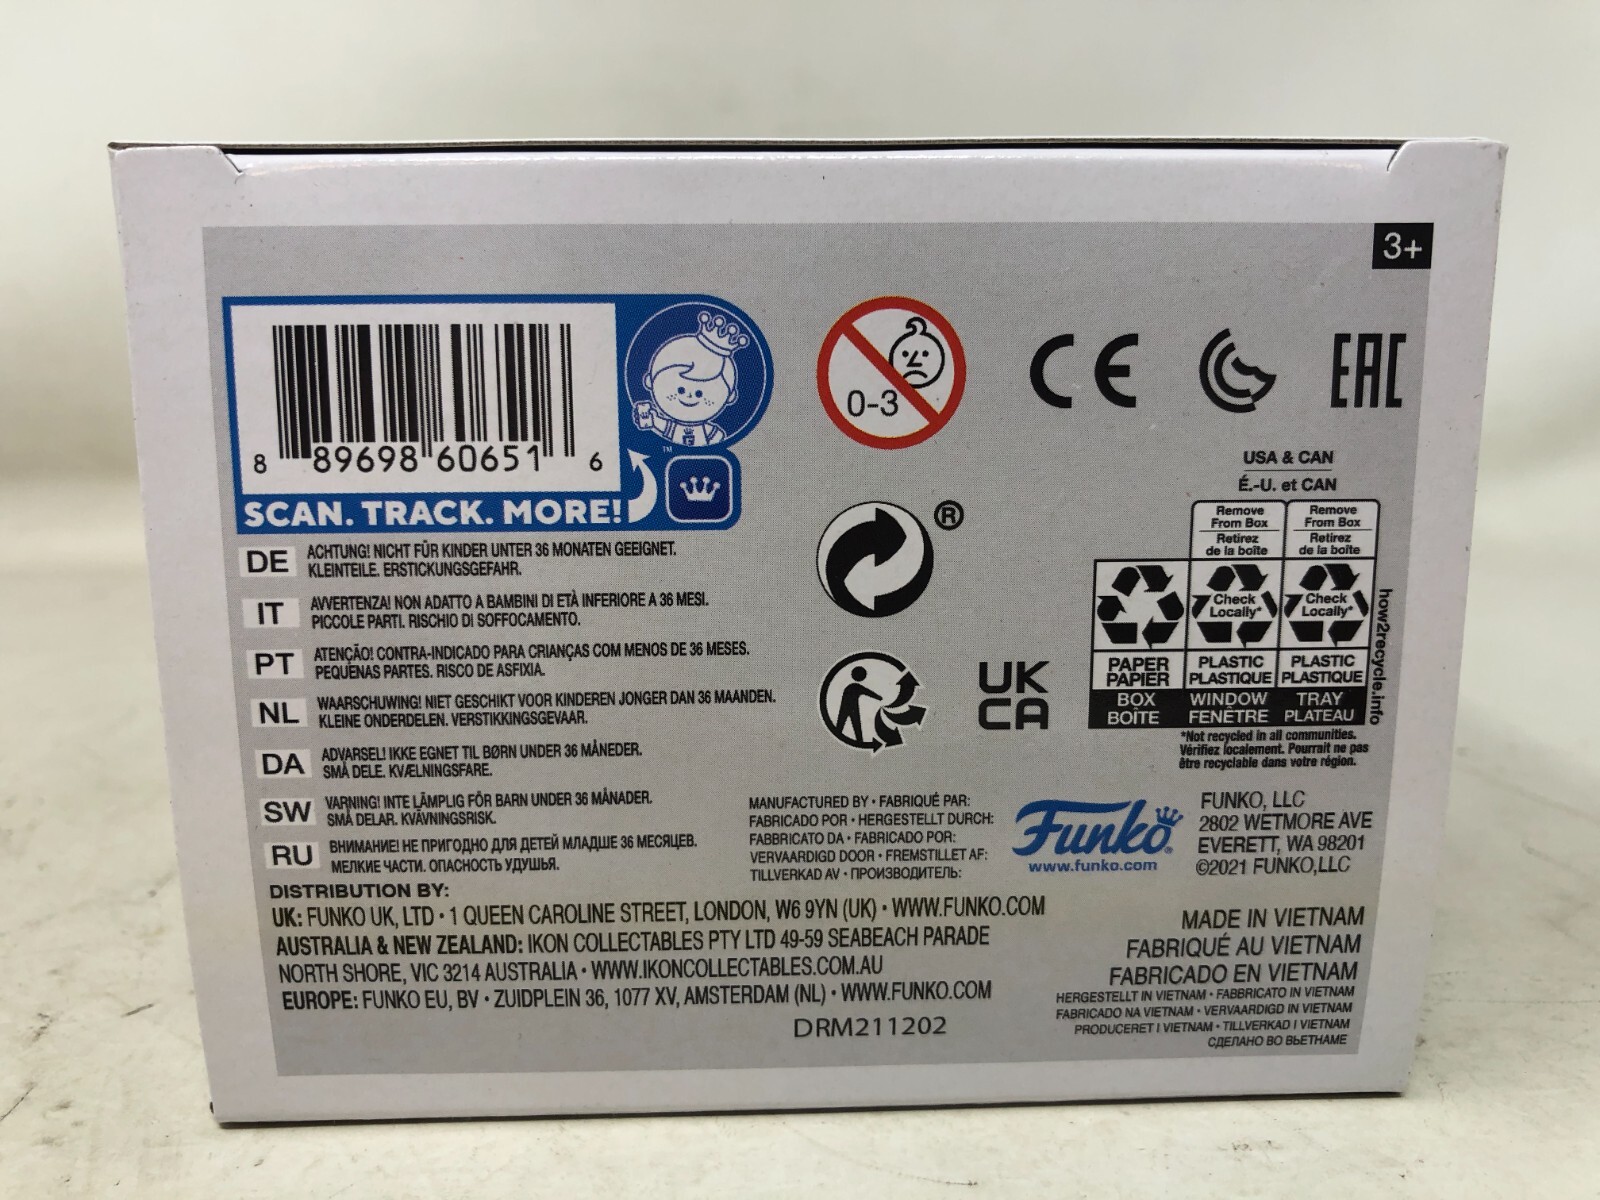 3+
8 89698 60651 6
SCAN. TRACK. MORE!
TM
0-3
CE
EAC
USA & CAN
É.-U. et CAN
Remove From Box
Retirez de la boîte
Remove From Box
Retirez de la boîte
Check Locally*
Check Locally*
PAPER
PAPIER
PLASTIC
PLASTIQUE
PLASTIC
PLASTIQUE
BOX
BOÎTE
WINDOW
FENÊTRE
TRAY
PLATEAU
how2recycle.info
*Not recycled in all communities.
Vérifiez localement. Pourrait ne pas
être recyclable dans votre région.
®
UK
CA
DE ACHTUNG! NICHT FÜR KINDER UNTER 36 MONATEN GEEIGNET.
KLEINTEILE. ERSTICKUNGSGEFAHR.
IT AVVERTENZA! NON ADATTO A BAMBINI DI ETÀ INFERIORE A 36 MESI.
PICCOLE PARTI. RISCHIO DI SOFFOCAMENTO.
PT ATENÇÃO! CONTRA-INDICADO PARA CRIANÇAS COM MENOS DE 36 MESES.
PEQUENAS PARTES. RISCO DE ASFIXIA.
NL WAARSCHUWING! NIET GESCHIKT VOOR KINDEREN JONGER DAN 36 MAANDEN.
KLEINE ONDERDELEN. VERSTIKKINGSGEVAAR.
DA ADVARSEL! IKKE EGNET TIL BØRN UNDER 36 MÅNEDER.
SMÅ DELE. KVÆLNINGSFARE.
SW VARNING! INTE LÄMPLIG FÖR BARN UNDER 36 MÅNADER.
SMÅ DELAR. KVÄVNINGSRISK.
RU ВНИМАНИЕ! НЕ ПРИГОДНО ДЛЯ ДЕТЕЙ МЛАДШЕ 36 МЕСЯЦЕВ.
МЕЛКИЕ ЧАСТИ. ОПАСНОСТЬ УДУШЬЯ.
MANUFACTURED BY • FABRIQUÉ PAR:
FABRICADO POR • HERGESTELLT DURCH:
FABBRICATO DA • FABRICADO POR:
VERVAARDIGD DOOR • FREMSTILLET AF:
TILLVERKAD AV • ПРОИЗВОДИТЕЛЬ:
Funko
www.funko.com
FUNKO, LLC
2802 WETMORE AVE
EVERETT, WA 98201
©2021 FUNKO,LLC
DISTRIBUTION BY:
UK: FUNKO UK, LTD • 1 QUEEN CAROLINE STREET, LONDON, W6 9YN (UK) • WWW.FUNKO.COM
AUSTRALIA & NEW ZEALAND: IKON COLLECTABLES PTY LTD 49-59 SEABEACH PARADE
NORTH SHORE, VIC 3214 AUSTRALIA • WWW.IKONCOLLECTABLES.COM.AU
EUROPE: FUNKO EU, BV • ZUIDPLEIN 36, 1077 XV, AMSTERDAM (NL) • WWW.FUNKO.COM
DRM211202
MADE IN VIETNAM
FABRIQUÉ AU VIETNAM
FABRICADO EN VIETNAM
HERGESTELLT IN VIETNAM • FABBRICATO IN VIETNAM
FABRICADO NA VIETNAM • VERVAARDIGD IN VIETNAM
PRODUCERET I VIETNAM • TILLVERKAD I VIETNAM
СДЕЛАНО ВО ВЬЕТНАМЕ